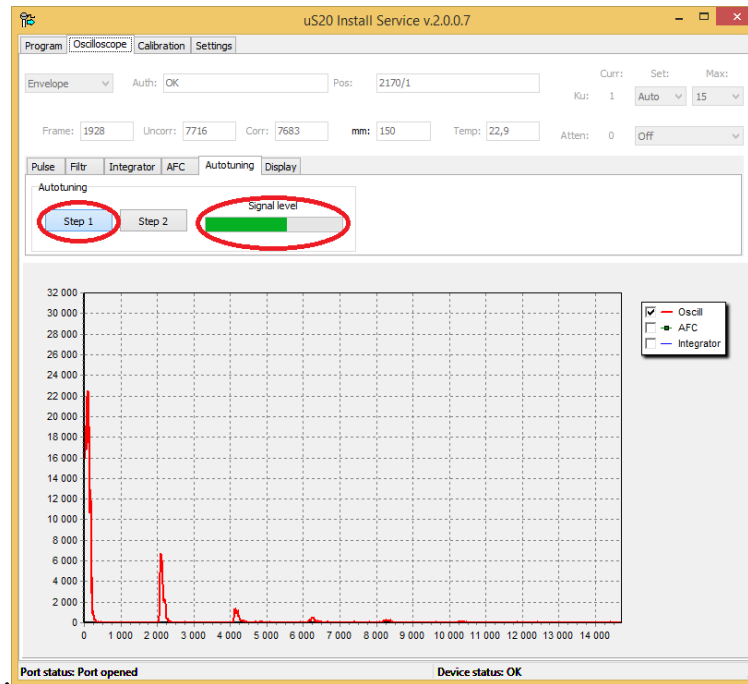 uS20 Install Service v.2.0.0.7
Program Oscilloscope Calibration Settings
Curr: Set: Max:
Envelope Auth: OK Pos: 2170/1
Ku: 1 Auto 15
Frame: 1928 Uncorr: 7716 Corr: 7683 mm: 150 Temp: 22,9 Atten: 0 Off
Pulse Filtr Integrator AFC Autotuning Display
Autotuning
Signal level
Step 1 Step 2
32 000
30 000
28 000
26 000
24 000
22 000
20 000
18 000
16 000
14 000
12 000
10 000
8 000
6 000
4 000
2 000
0
0 1 000 2 000 3 000 4 000 5 000 6 000 7 000 8 000 9 000 10 000 11 000 12 000 13 000 14 000
Oscill
AFC
Integrator
Port status: Port opened Device status: OK